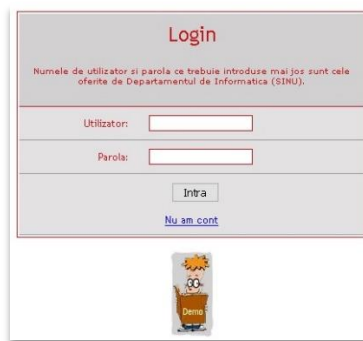 Login
Numele de utilizator si parola ce trebuie introduse mai jos sunt cele
oferite de Departamentul de Informatica (SINU).
Utilizator:
Parola:
Intra
Nu am cont
Demo